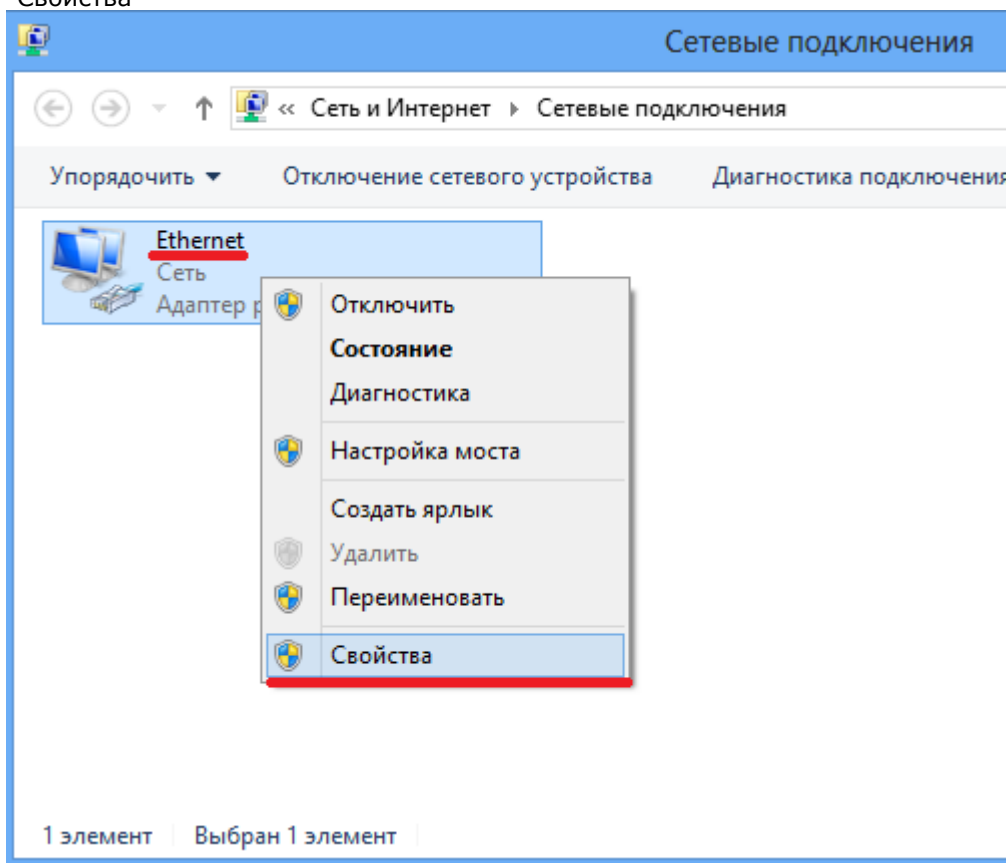 Свойства
Сетевые подключения
« Сеть и Интернет ▸ Сетевые подключения
Упорядочить ▾ Отключение сетевого устройства Диагностика подключения
Ethernet
Сеть
Адаптер
Отключить
Состояние
Диагностика
Настройка моста
Создать ярлык
Удалить
Переименовать
Свойства
1 элемент Выбран 1 элемент